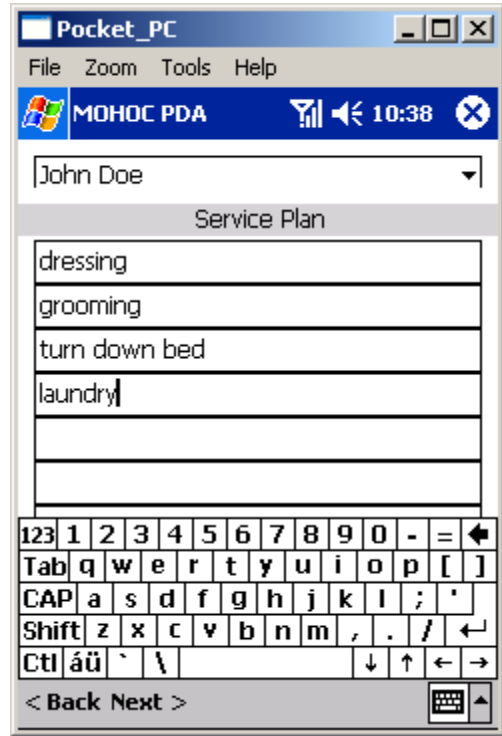 Pocket_PC
File Zoom Tools Help
MOHOC PDA 10:38
John Doe
Service Plan
dressing
grooming
turn down bed
laundry
123 1 2 3 4 5 6 7 8 9 0 - =
Tab q w e r t y u i o p [ ]
CAP a s d f g h j k l ; '
Shift z x c v b n m , . /
Ctl áü ` \ ↓ ↑ ← →
< Back Next >